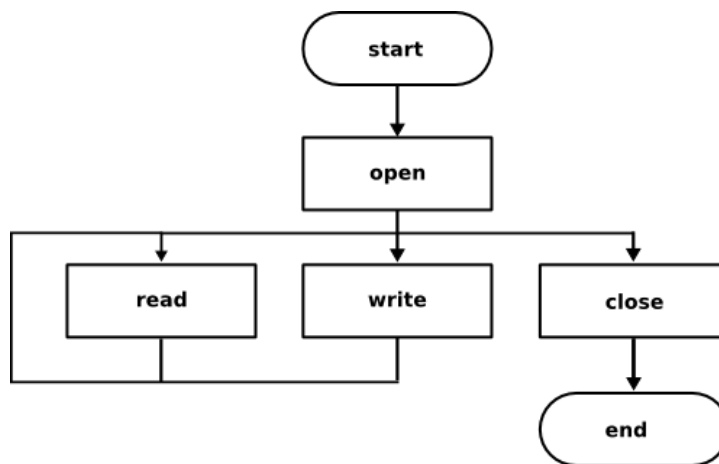 start
open
read
write
close
end